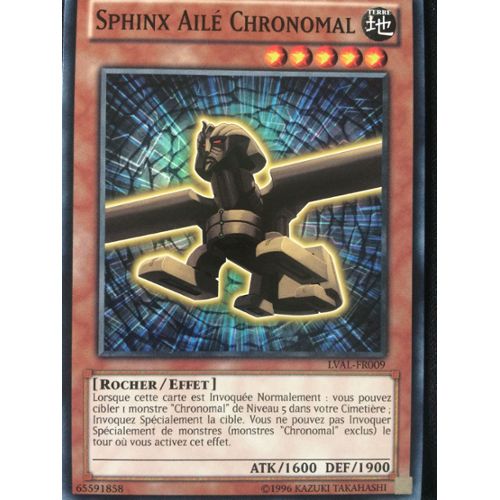 Sphinx Ailé Chronomal
TERRE
地
LVAL-FR009
[Rocher/Effet]
Lorsque cette carte est Invoquée Normalement : vous pouvez
cibler 1 monstre "Chronomal" de Niveau 5 dans votre Cimetière ;
Invoquez Spécialement la cible. Vous ne pouvez pas Invoquer
Spécialement de monstres (monstres "Chronomal" exclus) le
tour où vous activez cet effet.
ATK/1600 DEF/1900
65591858 ©1996 KAZUKI TAKAHASHI